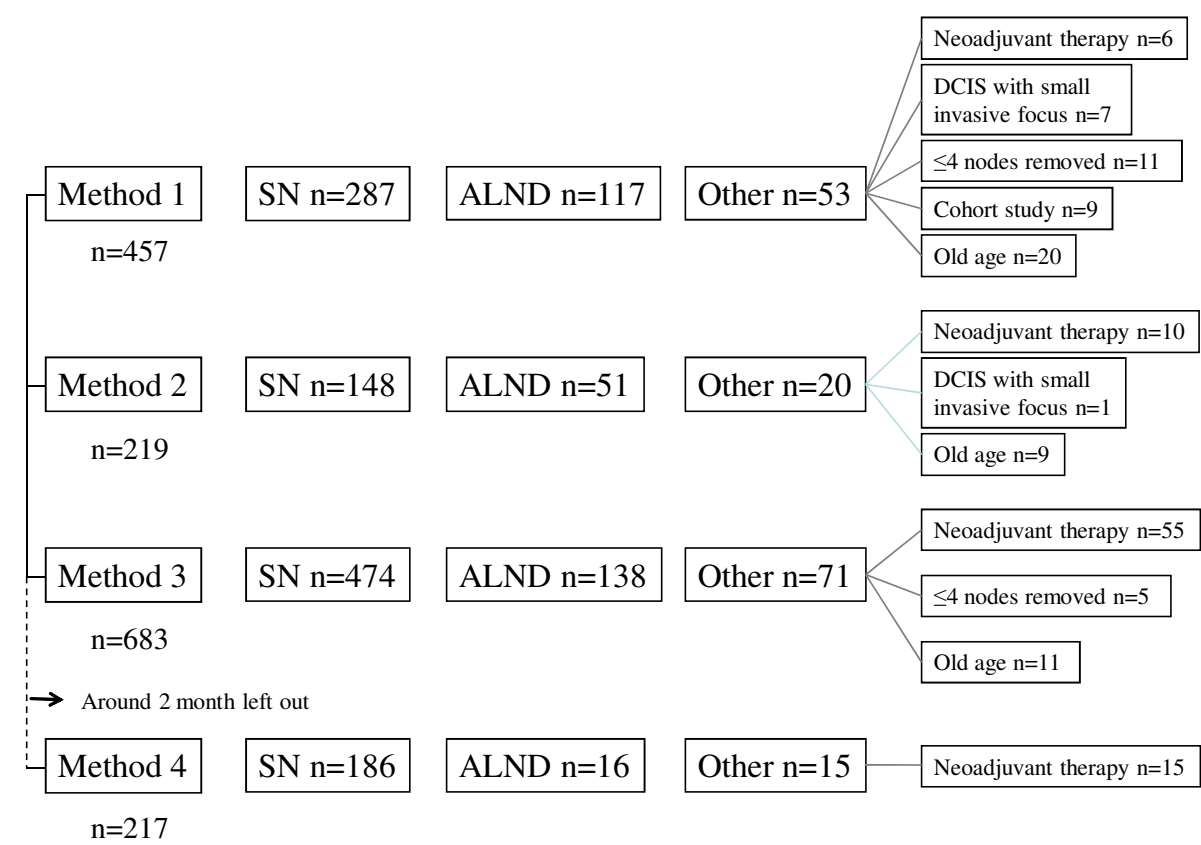 Neoadjuvant therapy n=6
DCIS with small
invasive focus n=7
≤4 nodes removed n=11
Method 1
SN n=287
ALND n=117
Other n=53
Cohort study n=9
n=457
Old age n=20
Neoadjuvant therapy n=10
Method 2
SN n=148
ALND n=51
Other n=20
DCIS with small
invasive focus n=1
n=219
Old age n=9
Neoadjuvant therapy n=55
Method 3
SN n=474
ALND n=138
Other n=71
≤4 nodes removed n=5
n=683
Old age n=11
Around 2 month left out
Method 4
SN n=186
ALND n=16
Other n=15
Neoadjuvant therapy n=15
n=217